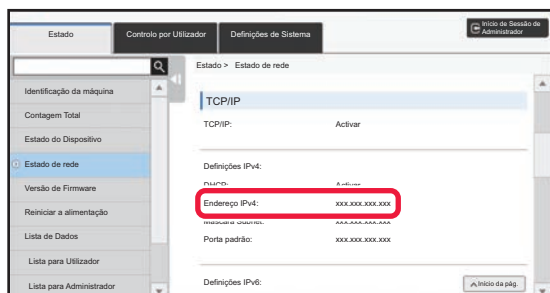 Estado
Controlo por Utilizador
Definições de Sistema
Início de Sessão de
Administrador
Estado > Estado de rede
Identificação da máquina
Contagem Total
Estado do Dispositivo
Estado de rede
Versão de Firmware
Reiniciar a alimentação
Lista de Dados
Lista para Utilizador
Lista para Administrador
TCP/IP
TCP/IP: Activar
Definições IPv4:
DHCP: Activar
Endereço IPv4: xxx.xxx.xxx.xxx
Máscara Subnet: xxx.xxx.xxx.xxx
Porta padrão: xxx.xxx.xxx.xxx
Definições IPv6:
Início da pág.